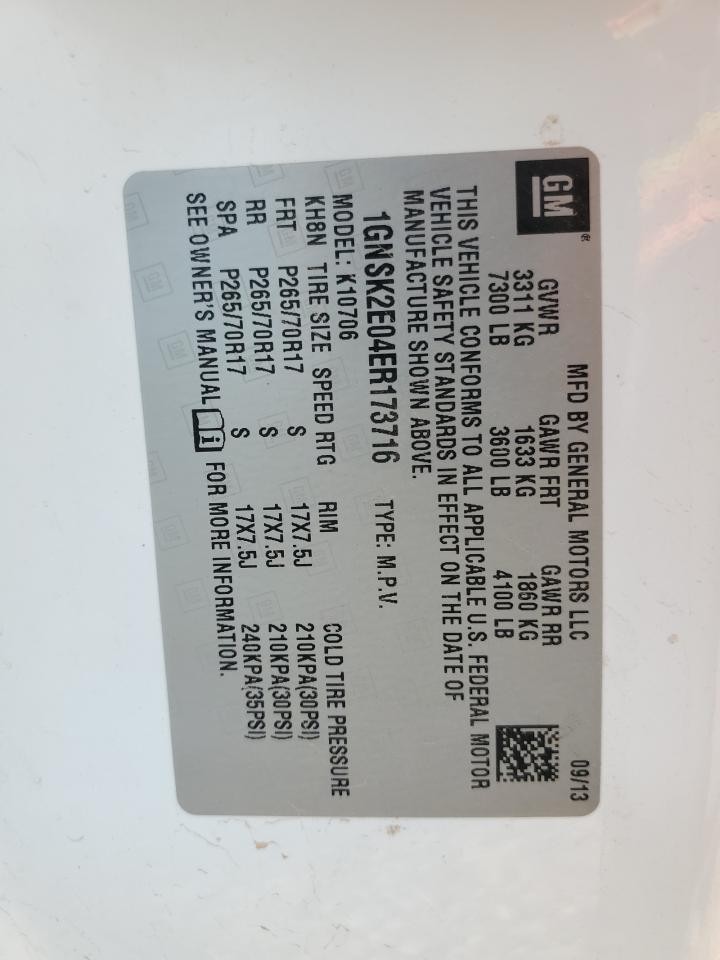 GM®
MFD BY GENERAL MOTORS LLC 09/13
GVWR GAWR FRT GAWR RR
3311 KG 1633 KG 1860 KG
7300 LB 3600 LB 4100 LB
THIS VEHICLE CONFORMS TO ALL APPLICABLE U.S. FEDERAL MOTOR
VEHICLE SAFETY STANDARDS IN EFFECT ON THE DATE OF
MANUFACTURE SHOWN ABOVE.
1GNSK2E04ER173716 TYPE: M.P.V.
MODEL: K10706
KH8N TIRE SIZE SPEED RTG RIM COLD TIRE PRESSURE
FRT P265/70R17 S 17X7.5J 210KPA(30PSI)
RR P265/70R17 S 17X7.5J 210KPA(30PSI)
SPA P265/70R17 S 17X7.5J 240KPA(35PSI)
SEE OWNER'S MANUAL i FOR MORE INFORMATION.